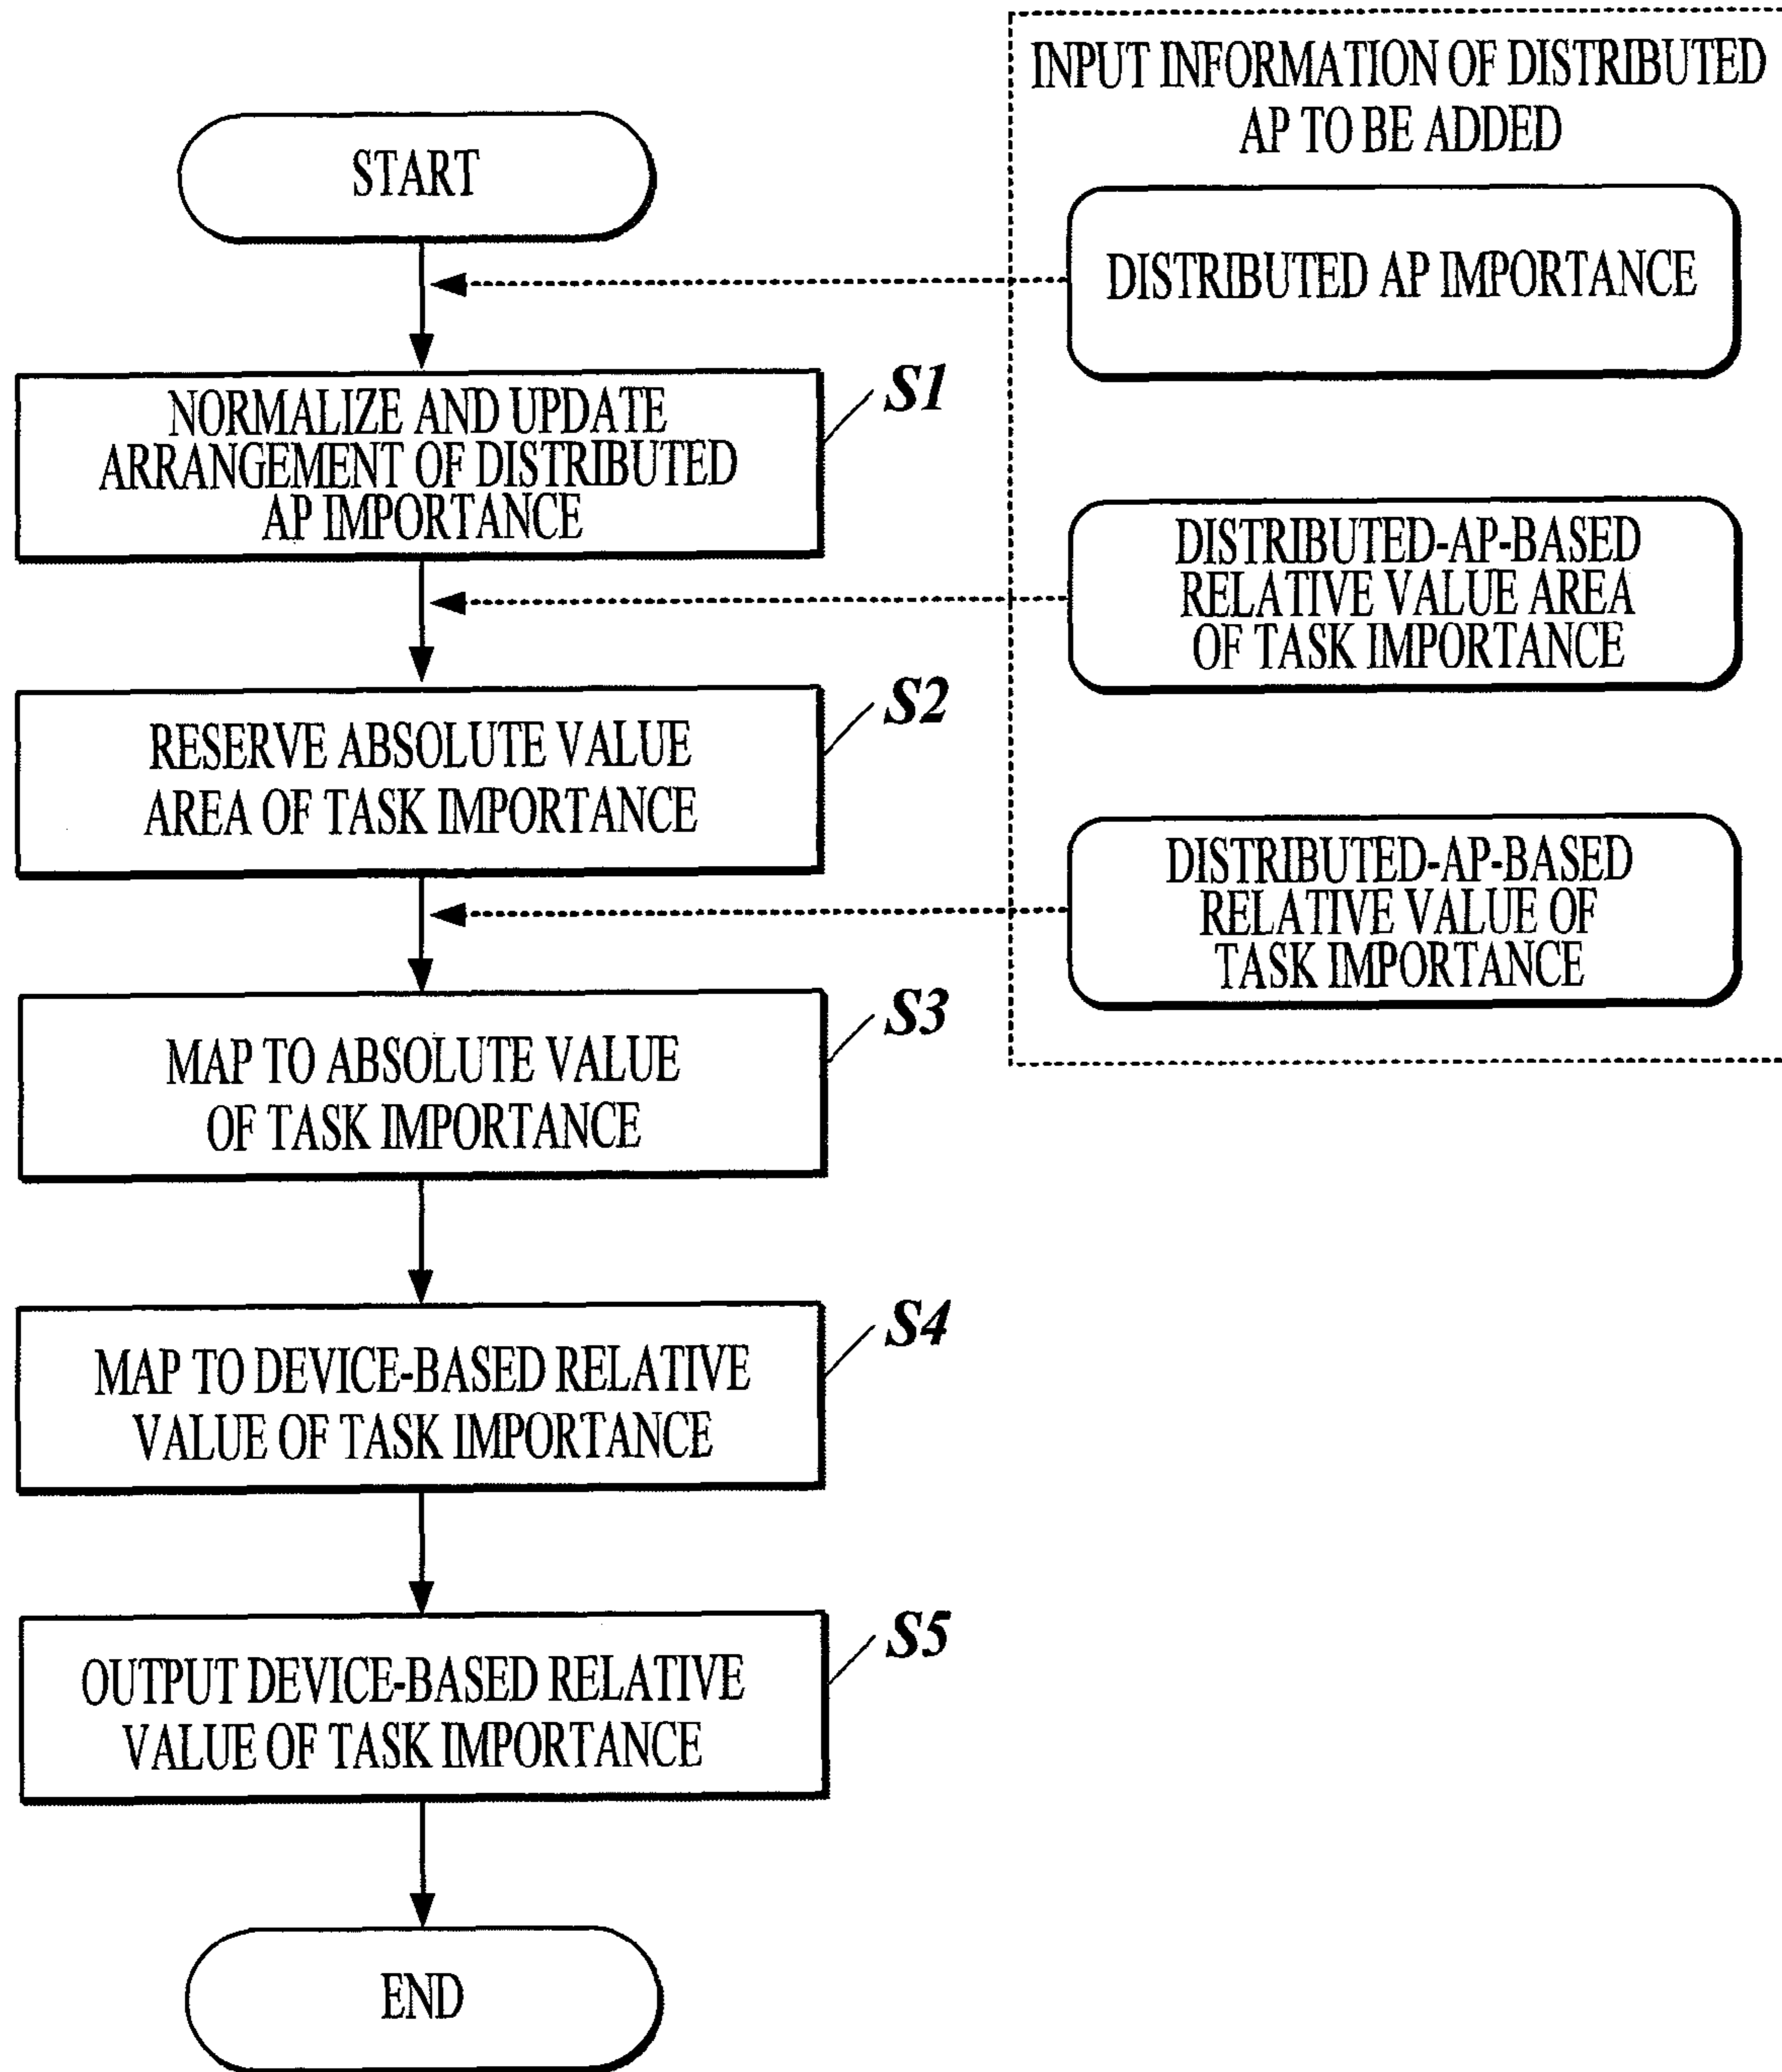 START
NORMALIZE AND UPDATE
ARRANGEMENT OF DISTRIBUTED
AP IMPORTANCE
S1
RESERVE ABSOLUTE VALUE
AREA OF TASK IMPORTANCE
S2
MAP TO ABSOLUTE VALUE
OF TASK IMPORTANCE
S3
MAP TO DEVICE-BASED RELATIVE
VALUE OF TASK IMPORTANCE
S4
OUTPUT DEVICE-BASED RELATIVE
VALUE OF TASK IMPORTANCE
S5
END
INPUT INFORMATION OF DISTRIBUTED
AP TO BE ADDED
DISTRIBUTED AP IMPORTANCE
DISTRIBUTED-AP-BASED
RELATIVE VALUE AREA
OF TASK IMPORTANCE
DISTRIBUTED-AP-BASED
RELATIVE VALUE OF
TASK IMPORTANCE